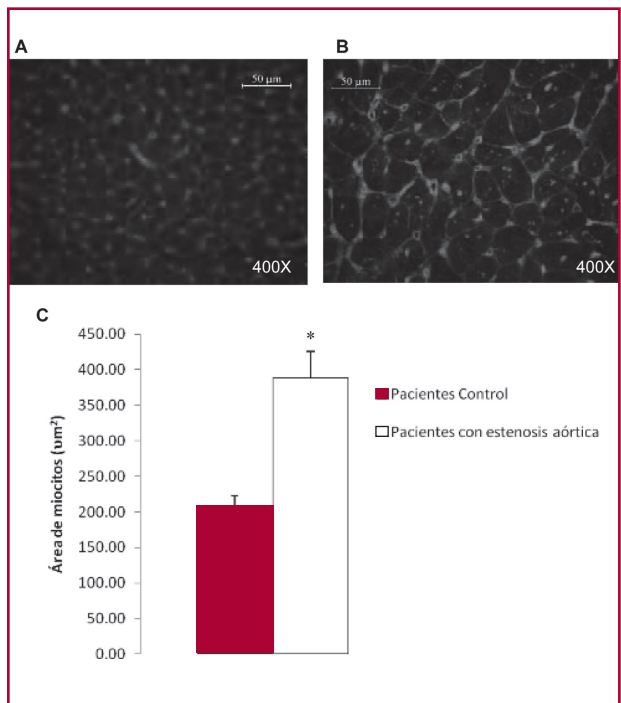 A
B
50 µm
50 µm
400X
400X
C
450.00
400.00
350.00
300.00
250.00
200.00
150.00
100.00
50.00
0.00
Área de miocitos (um²)
*
Pacientes Control
Pacientes con estenosis aórtica